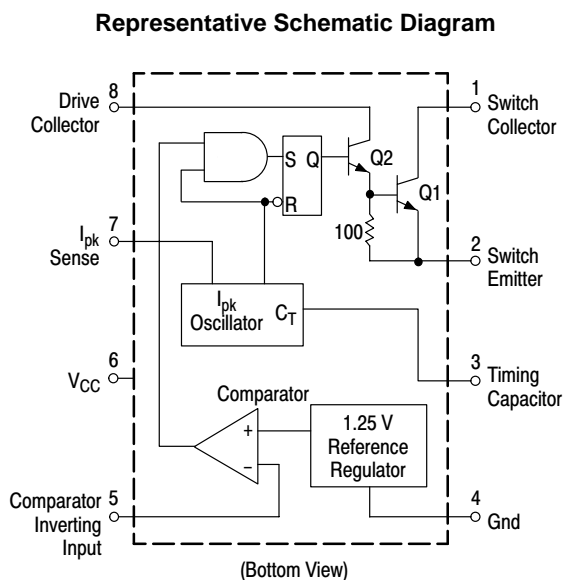 Representative Schematic Diagram
8
Drive
Collector
1
Switch
Collector
S Q
R
Q2
Q1
100
7
Ipk
Sense
2
Switch
Emitter
Ipk
Oscillator
CT
6
VCC
3
Timing
Capacitor
Comparator
+
−
1.25 V
Reference
Regulator
5
Comparator
Inverting
Input
4
Gnd
(Bottom View)